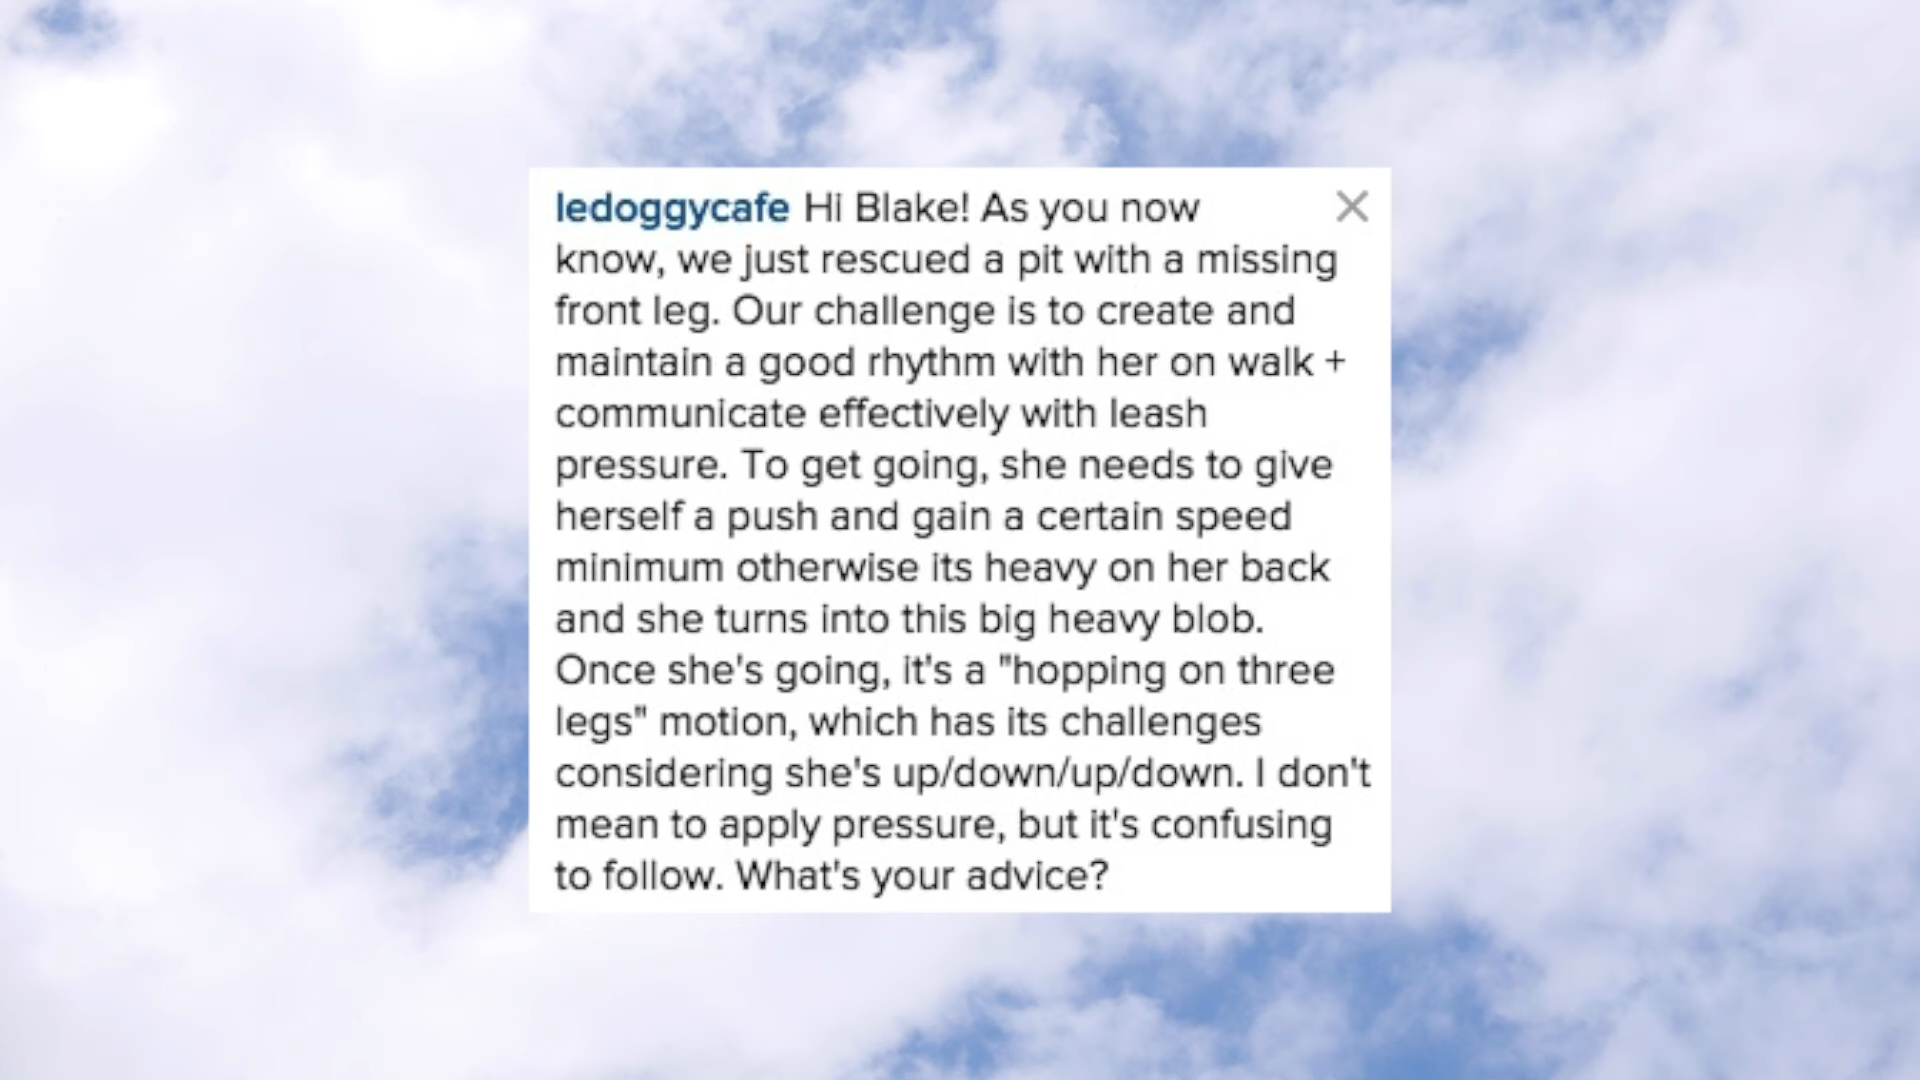 ledoggycafe Hi Blake! As you now
know, we just rescued a pit with a missing
front leg. Our challenge is to create and
maintain a good rhythm with her on walk +
communicate effectively with leash
pressure. To get going, she needs to give
herself a push and gain a certain speed
minimum otherwise its heavy on her back
and she turns into this big heavy blob.
Once she's going, it's a "hopping on three
legs" motion, which has its challenges
considering she's up/down/up/down. I don't
mean to apply pressure, but it's confusing
to follow. What's your advice?